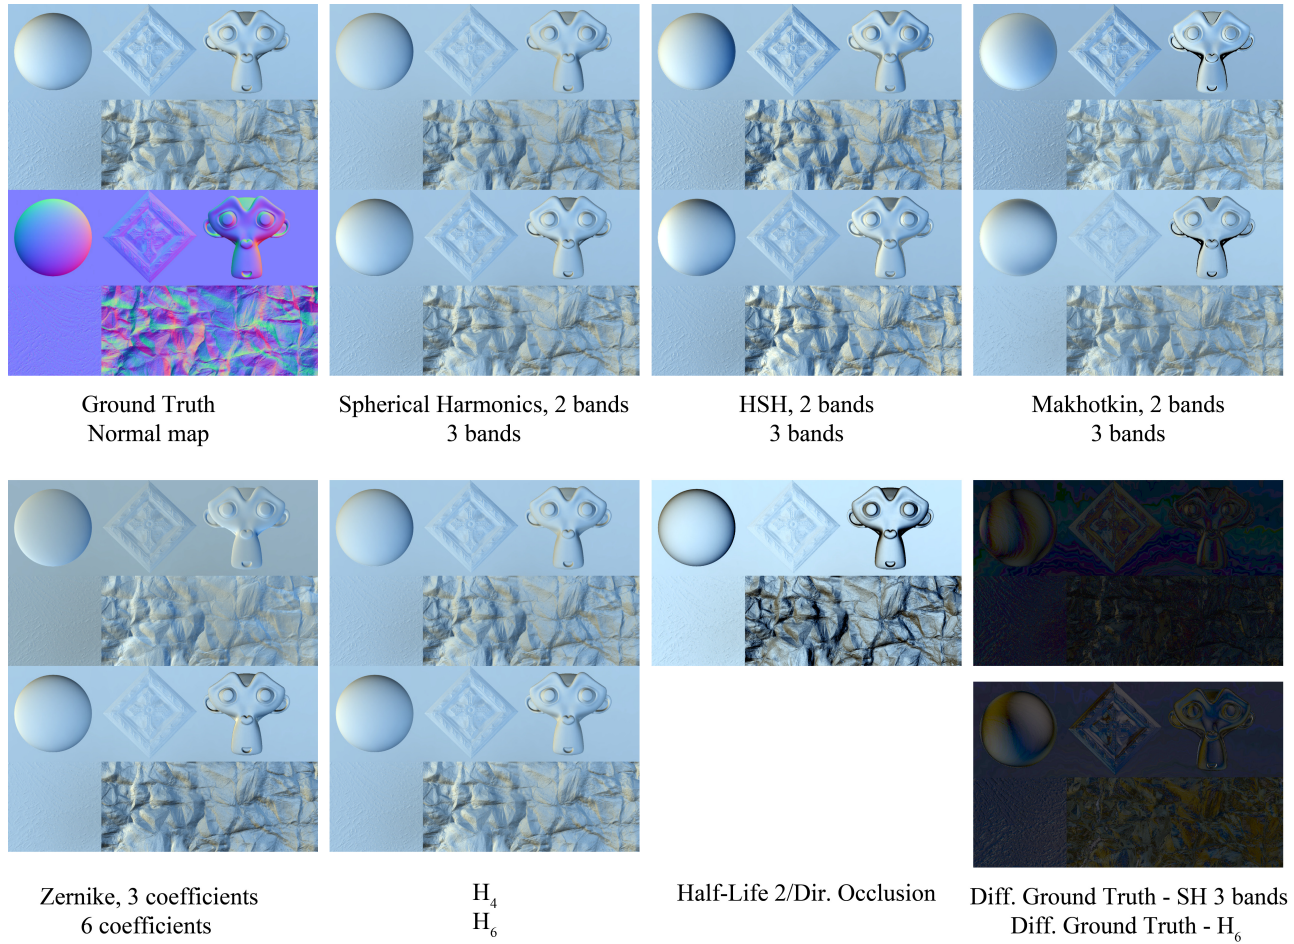 Ground Truth
Normal map
Spherical Harmonics, 2 bands
3 bands
HSH, 2 bands
3 bands
Makhotkin, 2 bands
3 bands
Zernike, 3 coefficients
6 coefficients
H₄
H₆
Half-Life 2/Dir. Occlusion
Diff. Ground Truth - SH 3 bands
Diff. Ground Truth - H₆